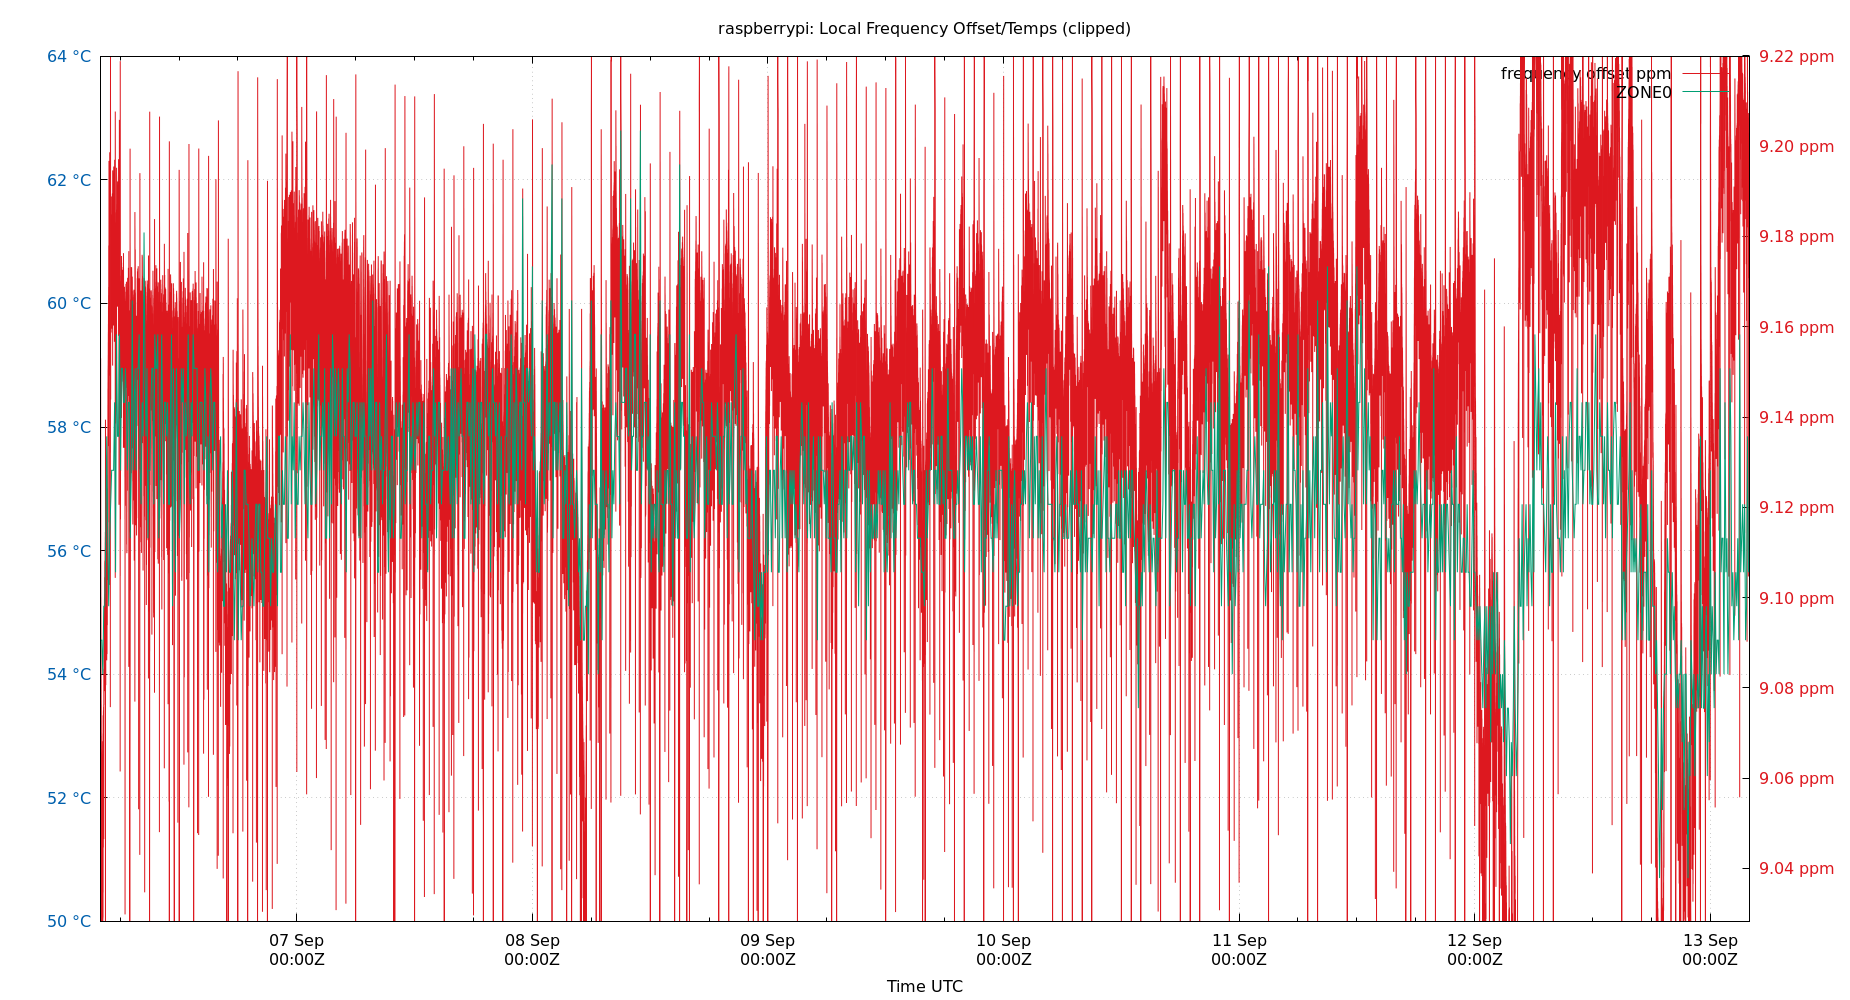 raspberrypi: Local Frequency Offset/Temps (clipped)
64 °C
62 °C
60 °C
58 °C
56 °C
54 °C
52 °C
50 °C
9.22 ppm
9.20 ppm
9.18 ppm
9.16 ppm
9.14 ppm
9.12 ppm
9.10 ppm
9.08 ppm
9.06 ppm
9.04 ppm
frequency offset ppm
ZONE0
07 Sep
00:00Z
08 Sep
00:00Z
09 Sep
00:00Z
10 Sep
00:00Z
11 Sep
00:00Z
12 Sep
00:00Z
13 Sep
00:00Z
Time UTC